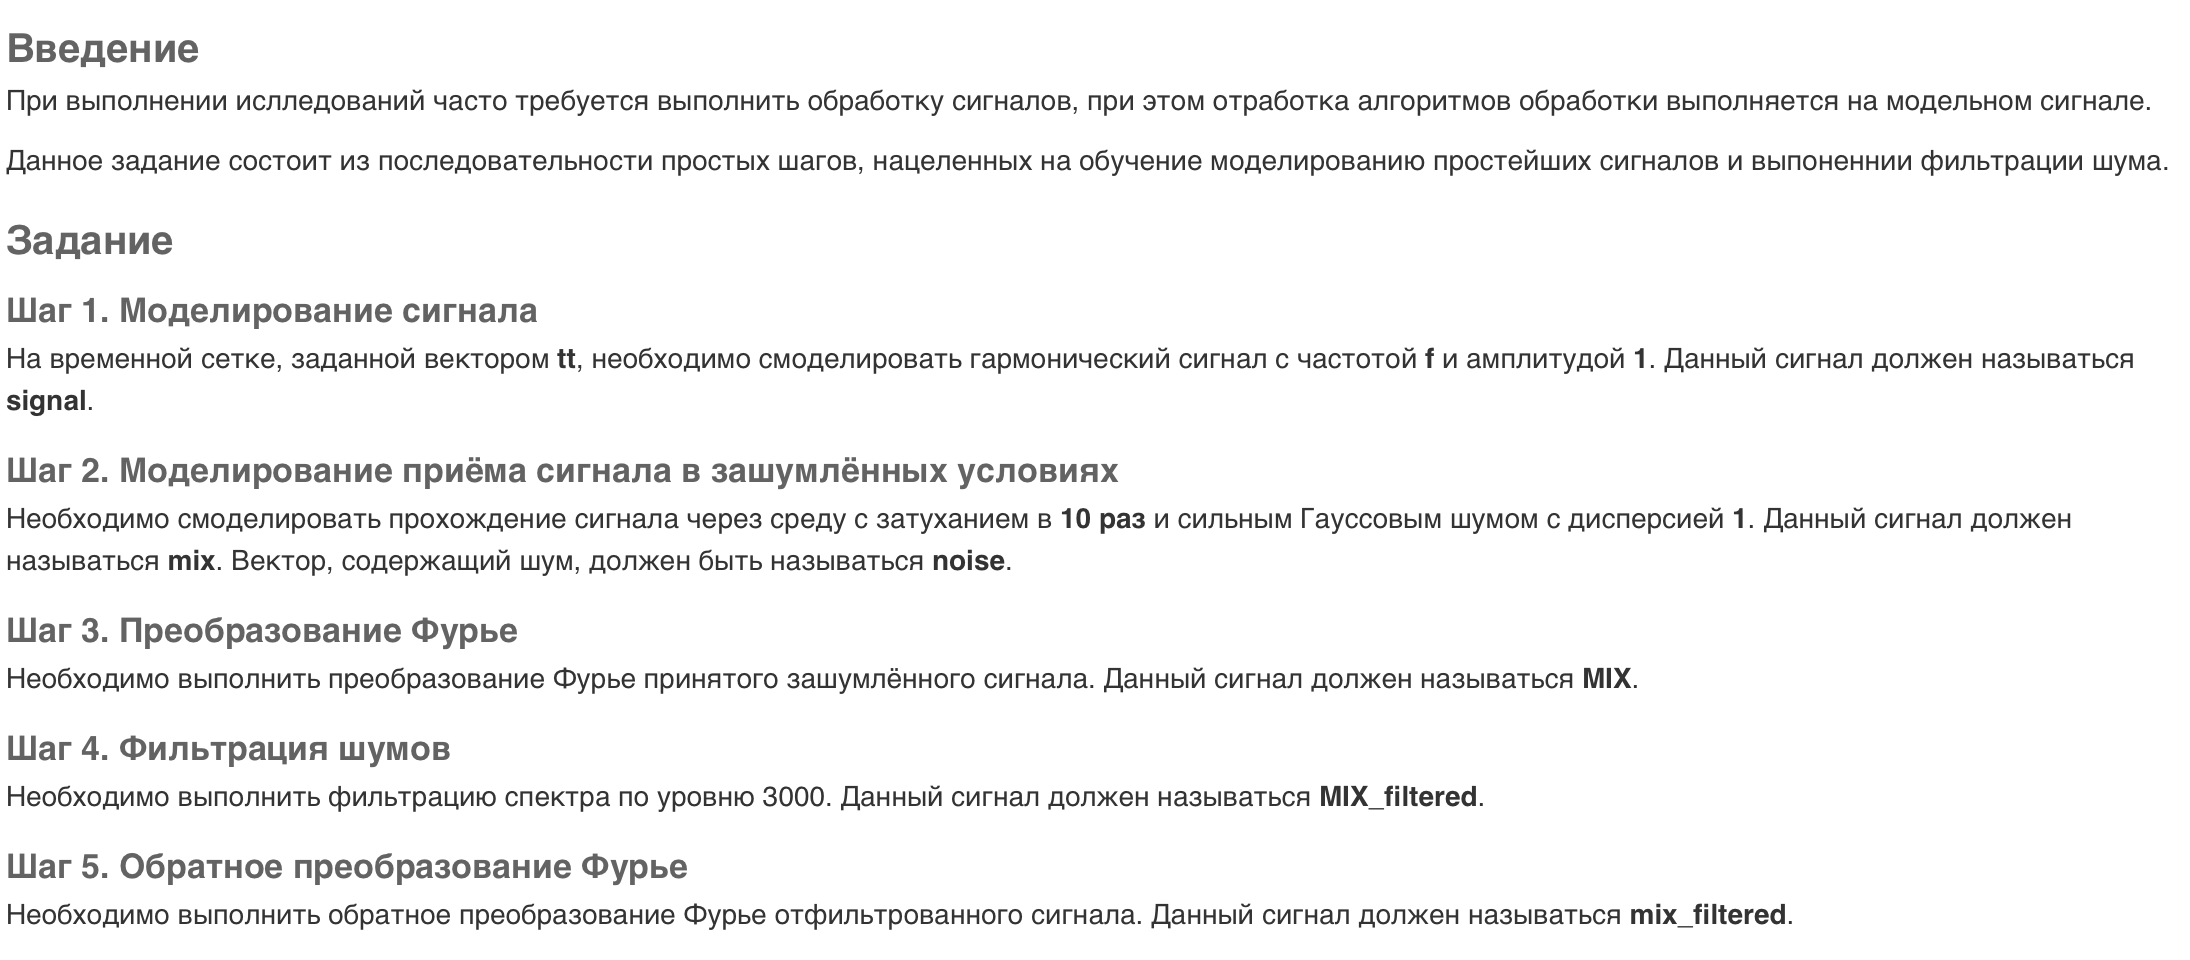 Введение
При выполнении ислледований часто требуется выполнить обработку сигналов, при этом отработка алгоритмов обработки выполняется на модельном сигнале.
Данное задание состоит из последовательности простых шагов, нацеленных на обучение моделированию простейших сигналов и выпоненнии фильтрации шума.
Задание
Шаг 1. Моделирование сигнала
На временной сетке, заданной вектором tt, необходимо смоделировать гармонический сигнал с частотой f и амплитудой 1. Данный сигнал должен называться
signal.
Шаг 2. Моделирование приёма сигнала в зашумлённых условиях
Необходимо смоделировать прохождение сигнала через среду с затуханием в 10 раз и сильным Гауссовым шумом с дисперсией 1. Данный сигнал должен
называться mix. Вектор, содержащий шум, должен быть называться noise.
Шаг 3. Преобразование Фурье
Необходимо выполнить преобразование Фурье принятого зашумлённого сигнала. Данный сигнал должен называться MIX.
Шаг 4. Фильтрация шумов
Необходимо выполнить фильтрацию спектра по уровню 3000. Данный сигнал должен называться MIX_filtered.
Шаг 5. Обратное преобразование Фурье
Необходимо выполнить обратное преобразование Фурье отфильтрованного сигнала. Данный сигнал должен называться mix_filtered.